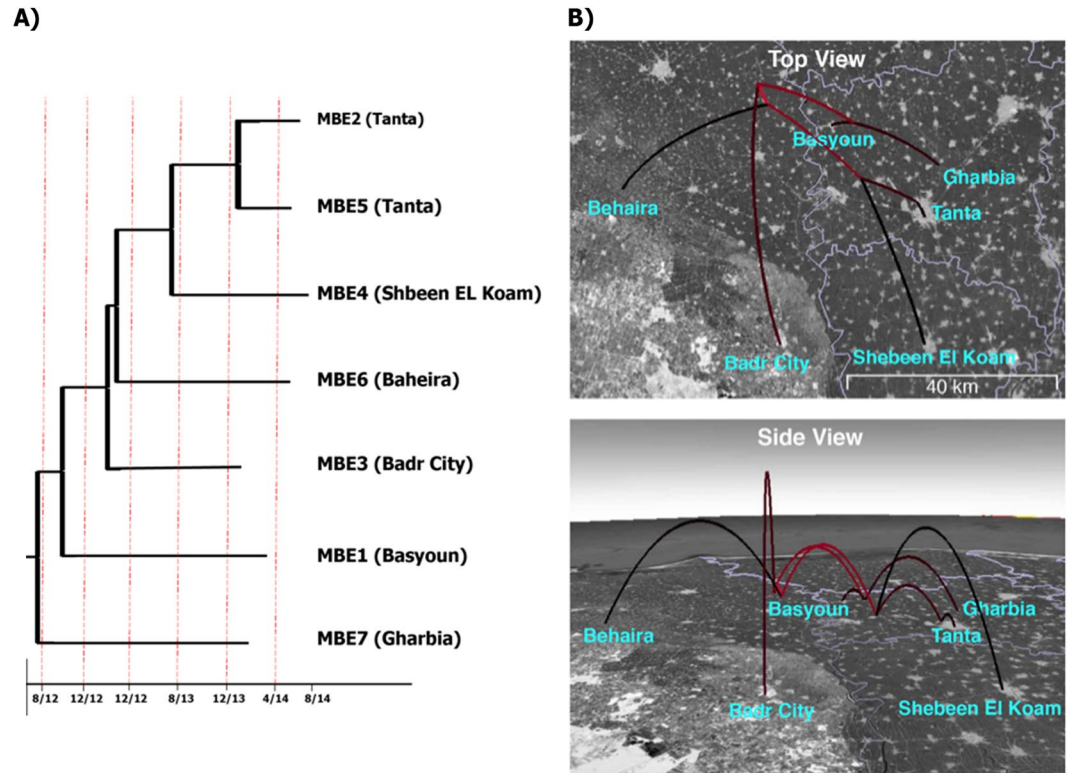 A)
MBE2 (Tanta)
MBE5 (Tanta)
MBE4 (Shbeen EL Koam)
MBE6 (Baheira)
MBE3 (Badr City)
MBE1 (Basyoun)
MBE7 (Gharbia)
8/12 12/12 12/12 8/13 12/13 4/14 8/14
B)
Top View
Basyoun
Gharbia
Behaira
Tanta
Badr City
Shebeen El Koam
40 km
Side View
Basyoun
Gharbia
Behaira
Tanta
Badr City
Shebeen El Koam